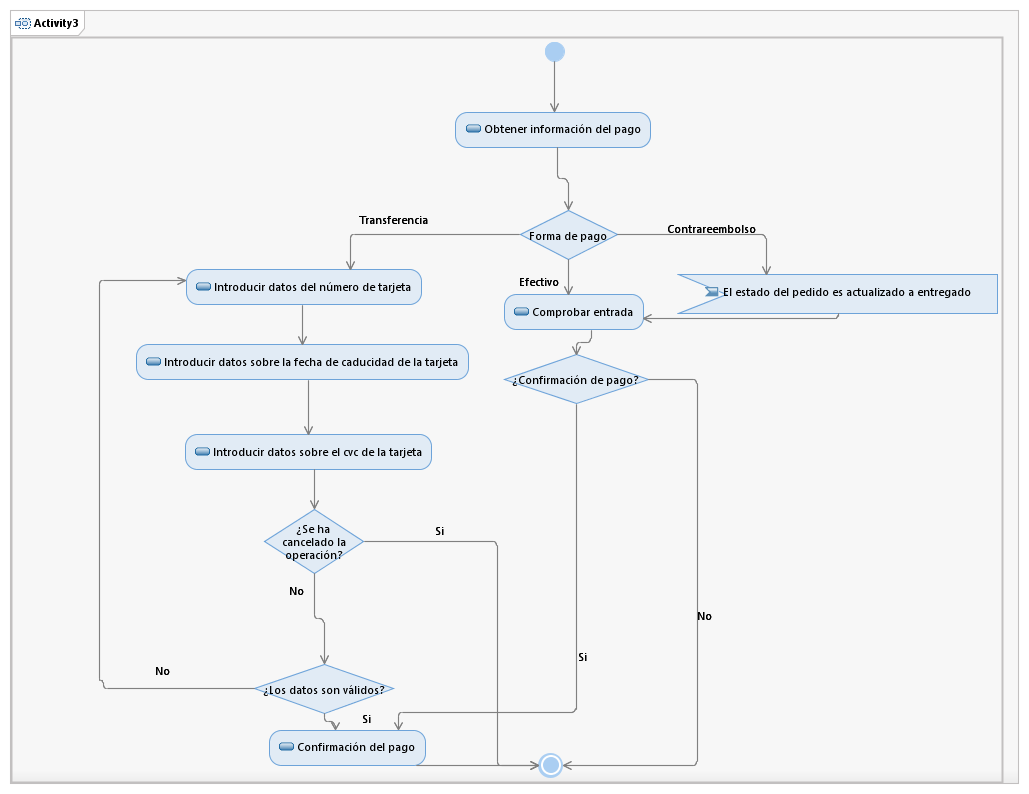 Activity3
Obtener información del pago
Transferencia
Forma de pago
Contrareembolso
Efectivo
Introducir datos del número de tarjeta
El estado del pedido es actualizado a entregado
Comprobar entrada
Introducir datos sobre la fecha de caducidad de la tarjeta
¿Confirmación de pago?
Introducir datos sobre el cvc de la tarjeta
¿Se ha
cancelado la
operación?
Si
No
No
Si
No
¿Los datos son válidos?
Si
Confirmación del pago